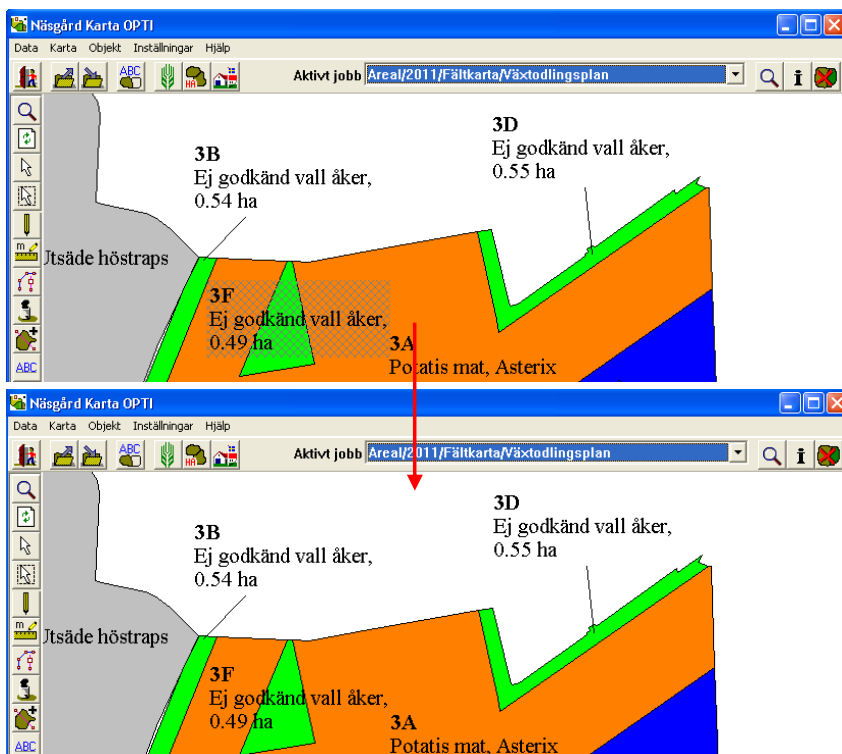 Näsgård Karta OPTI
Data Karta Objekt Inställningar Hjälp
ABC
HA
Aktivt jobb Areal/2011/Fältkarta/Växtodlingsplan
i
3B
Ej godkänd vall åker,
0.54 ha
3D
Ej godkänd vall åker,
0.55 ha
m
Jtsäde höstraps
3F
Ej godkänd vall åker,
0.49 ha
3A
Potatis mat, Asterix
ABC
Näsgård Karta OPTI
Data Karta Objekt Inställningar Hjälp
ABC
HA
Aktivt jobb Areal/2011/Fältkarta/Växtodlingsplan
i
3B
Ej godkänd vall åker,
0.54 ha
3D
Ej godkänd vall åker,
0.55 ha
m
Jtsäde höstraps
3F
Ej godkänd vall åker,
0.49 ha
3A
Potatis mat, Asterix
ABC